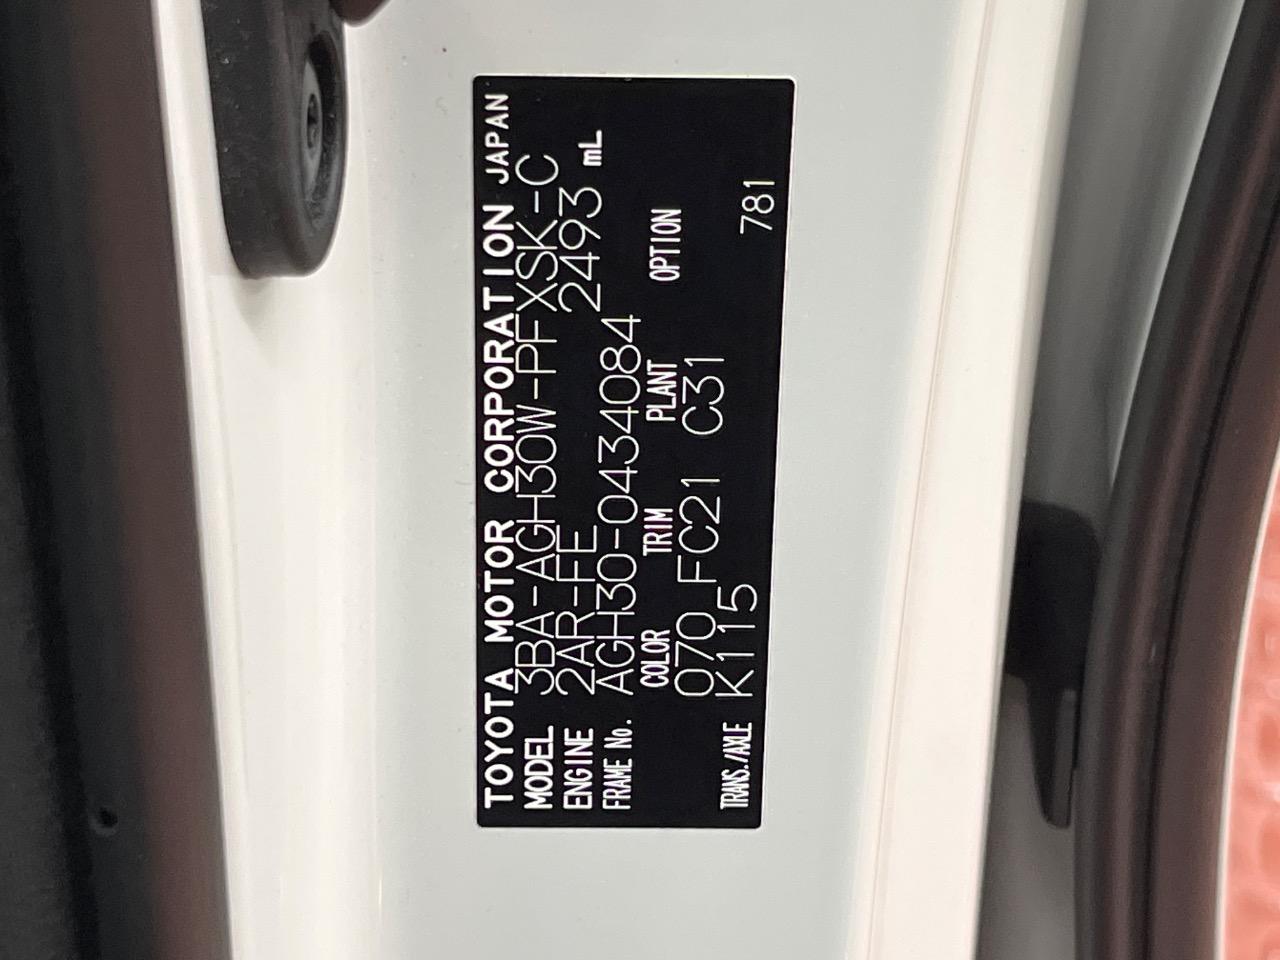 TOYOTA MOTOR CORPORATION JAPAN
MODEL 3BA-AGH30W-PFXSK-C
ENGINE 2AR-FE 2493 mL
FRAME No. AGH30-0434084
COLOR TRIM PLANT OPTION
070 FC21 C31
TRANS./AXLE K115 781